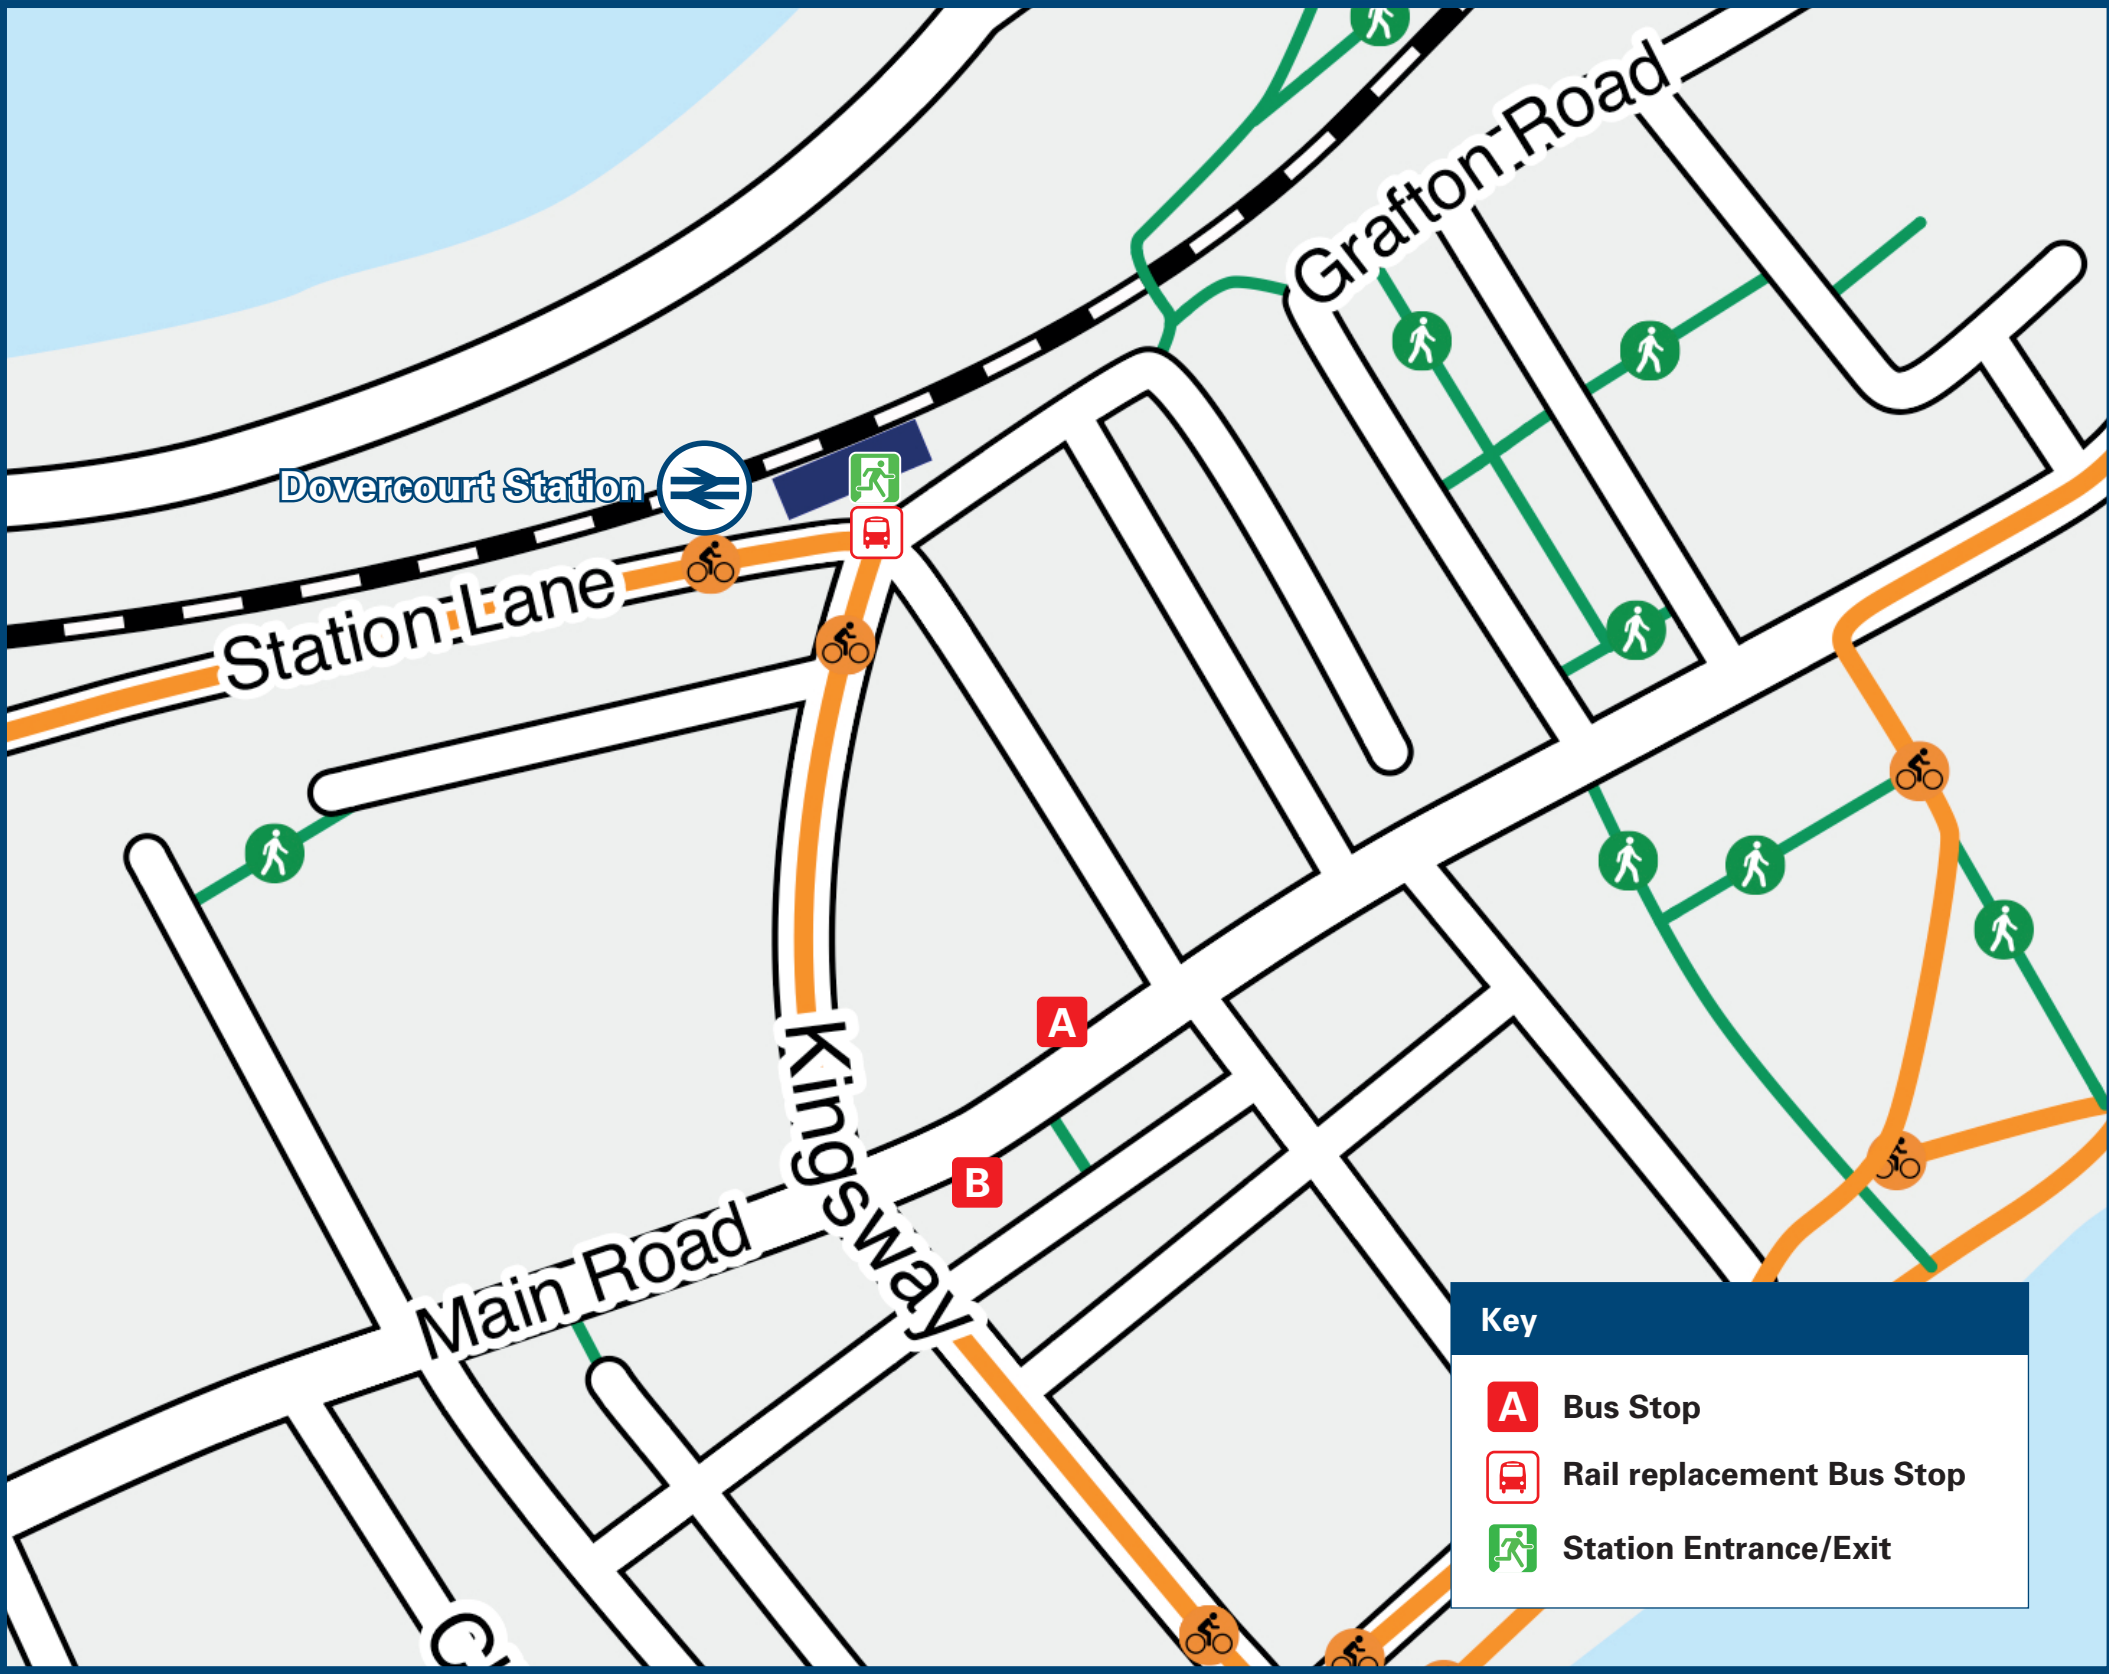 Grafton Road
Dovercourt Station
Station Lane
A
Kingsway
B
Main Road
Key
A Bus Stop
Rail replacement Bus Stop
Station Entrance/Exit